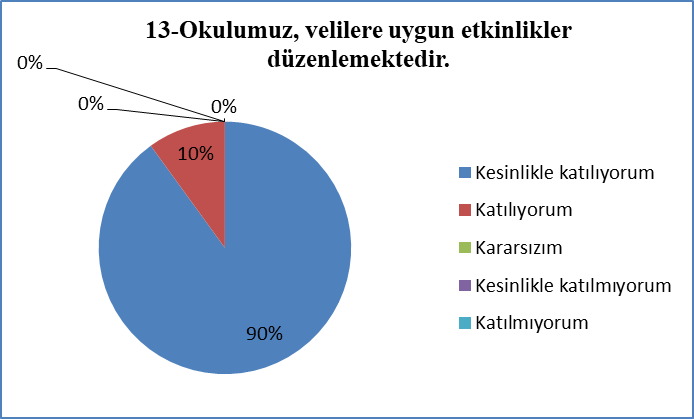 13-Okulumuz, velilere uygun etkinlikler
düzenlemektedir.
0%
0%
0%
10%
90%
Kesinlikle katılıyorum
Katılıyorum
Kararsızım
Kesinlikle katılmıyorum
Katılmıyorum